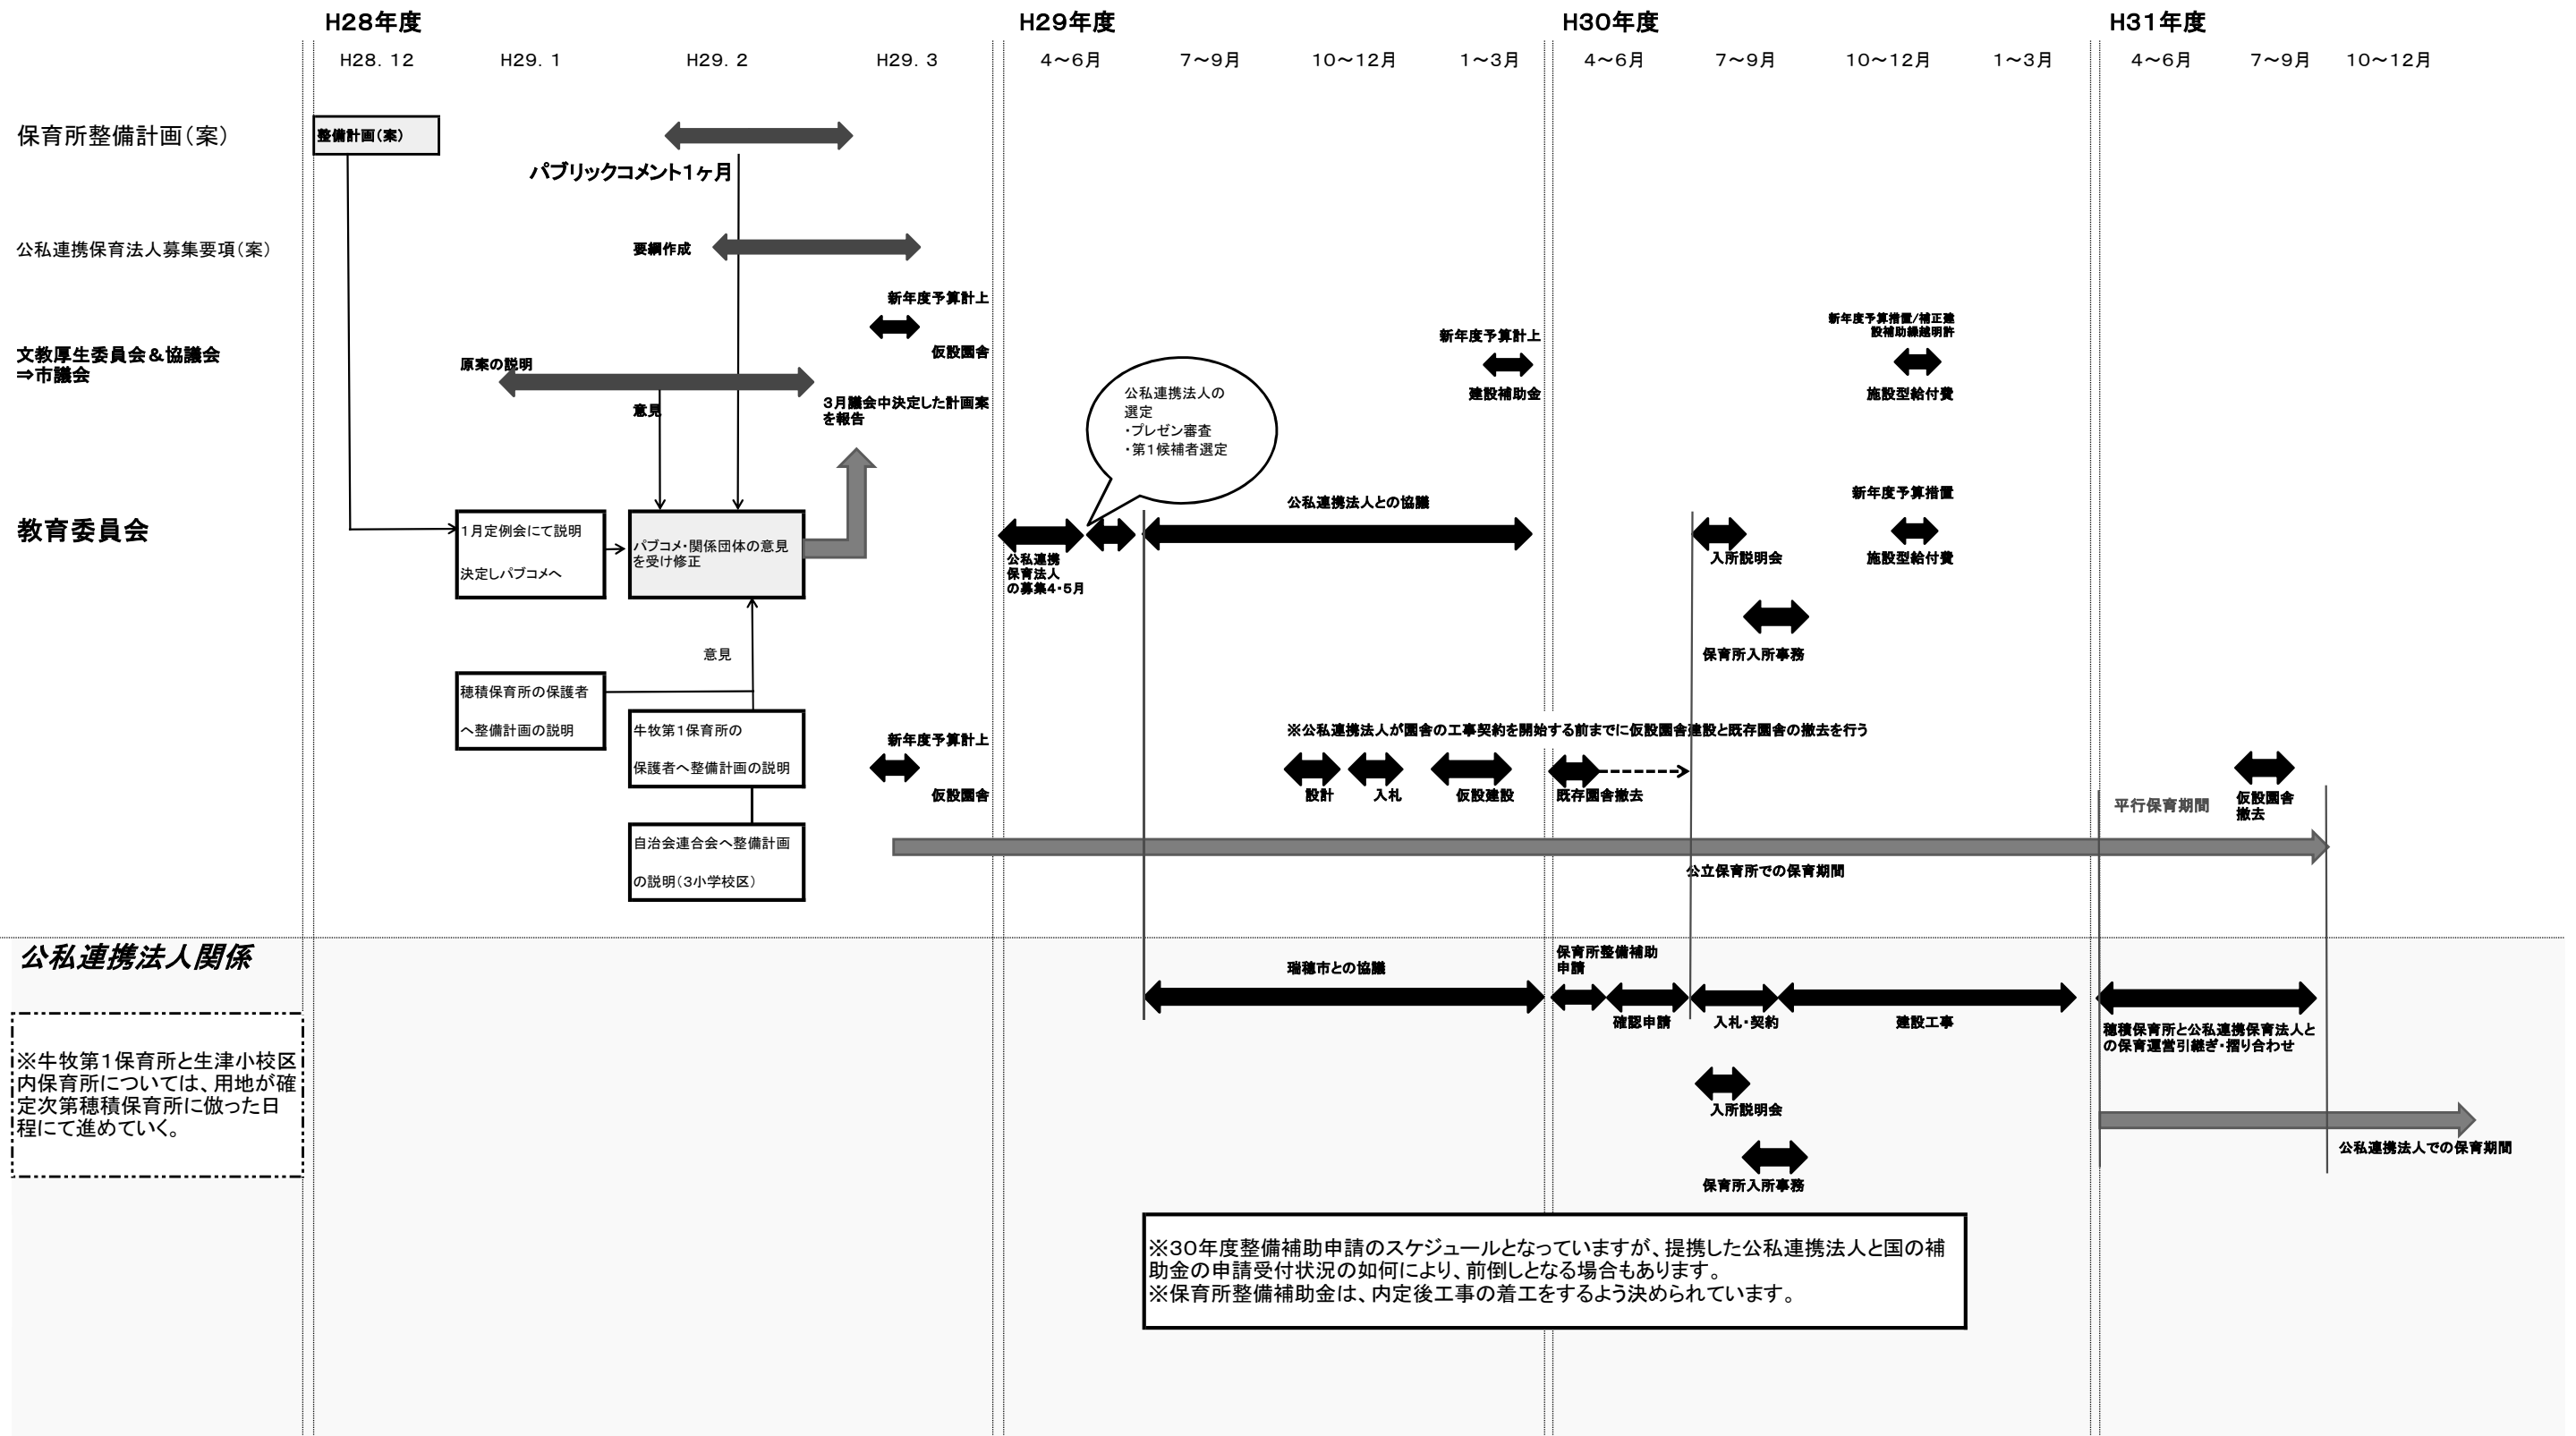 H28年度
H29年度
H30年度
H31年度
H28．12
H29．1
H29．2
H29．3
4～6月
7～9月
10～12月
1～3月
4～6月
7～9月
10～12月
1～3月
4～6月
7～9月
10～12月
保育所整備計画（案）
整備計画（案）
パブリックコメント1ヶ月
公私連携保育法人募集要項（案）
要綱作成
新年度予算計上
仮設園舎
文教厚生委員会＆協議会
⇒市議会
原案の説明
意見
3月議会中決定した計画案
を報告
新年度予算計上
建設補助金
新年度予算措置/補正建
設補助繰越明許
施設型給付費
公私連携法人の
選定
・プレゼン審査
・第1候補者選定
教育委員会
1月定例会にて説明
決定しパブコメへ
パブコメ・関係団体の意見
を受け修正
公私連携
保育法人
の募集4・5月
公私連携法人との協議
入所説明会
新年度予算措置
施設型給付費
保育所入所事務
意見
穂積保育所の保護者
へ整備計画の説明
牛牧第1保育所の
保護者へ整備計画の説明
自治会連合会へ整備計画
の説明（3小学校区）
新年度予算計上
仮設園舎
※公私連携法人が園舎の工事契約を開始する前までに仮設園舎建設と既存園舎の撤去を行う
設計
入札
仮設建設
既存園舎撤去
平行保育期間
仮設園舎
撤去
公立保育所での保育期間
公私連携法人関係
瑞穂市との協議
保育所整備補助
申請
確認申請
入札・契約
建設工事
穂積保育所と公私連携保育法人と
の保育運営引継ぎ・摺り合わせ
※牛牧第1保育所と生津小校区
内保育所については、用地が確
定次第穂積保育所に倣った日
程にて進めていく。
入所説明会
保育所入所事務
公私連携法人での保育期間
※30年度整備補助申請のスケジュールとなっていますが、提携した公私連携法人と国の補
助金の申請受付状況の如何により、前倒しとなる場合もあります。
※保育所整備補助金は、内定後工事の着工をするよう決められています。